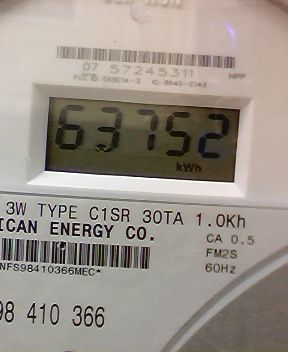 07 57245311
63752
kWh
3W TYPE C1SR 30TA 1.0Kh
ICAN ENERGY CO.
CA 0.5
FM2S
60Hz
NFS98410366MEC*
98 410 366